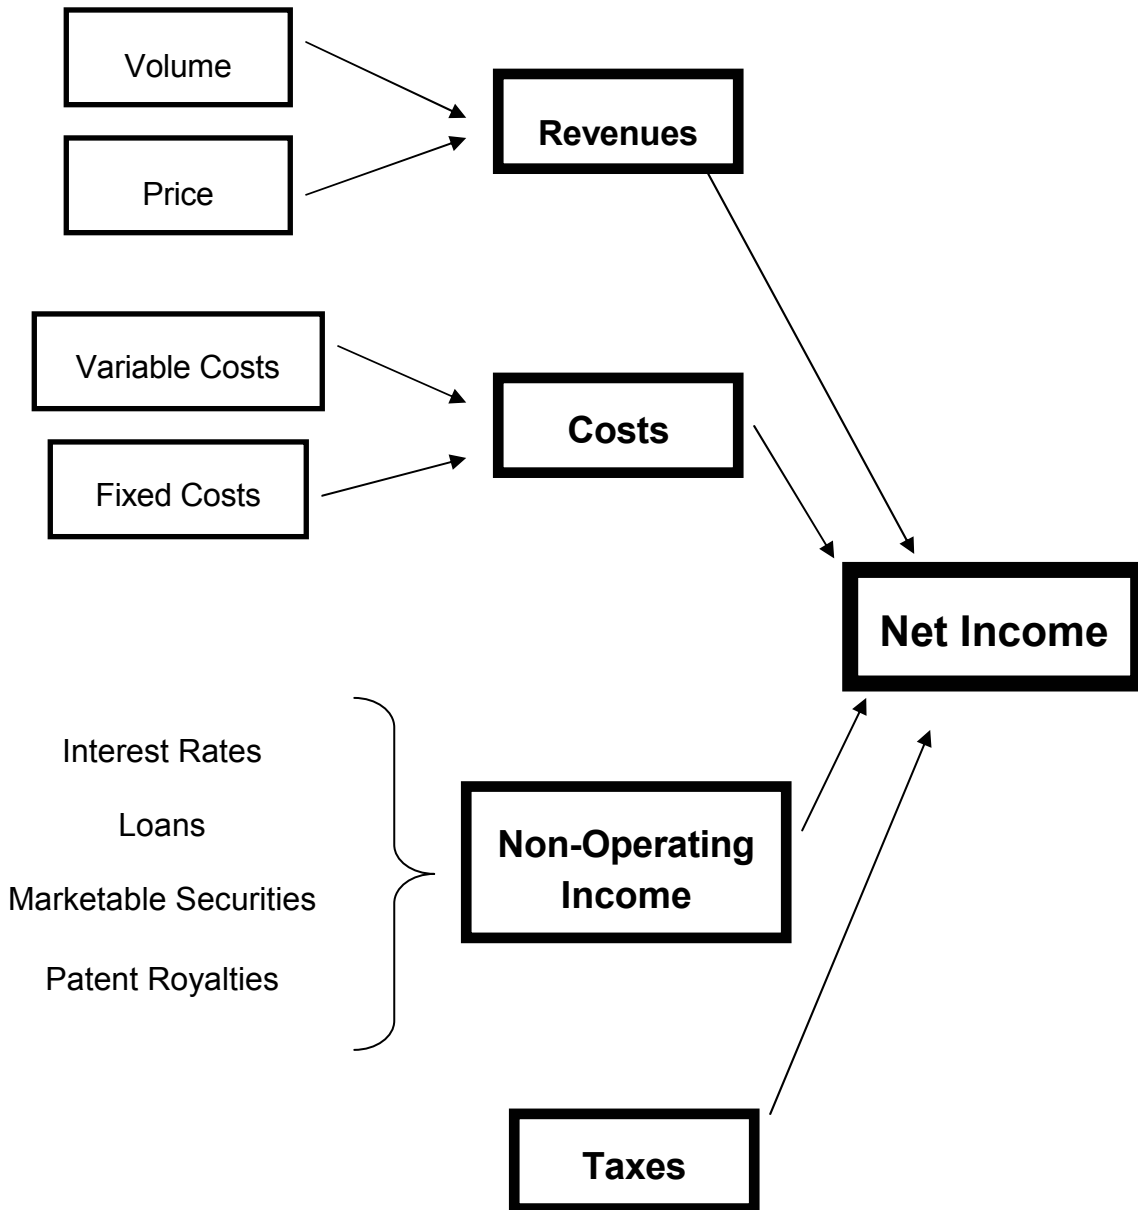 Volume
Revenues
Price
Variable Costs
Costs
Fixed Costs
Net Income
Interest Rates
Loans
Marketable Securities
Patent Royalties
Non-Operating
Income
Taxes